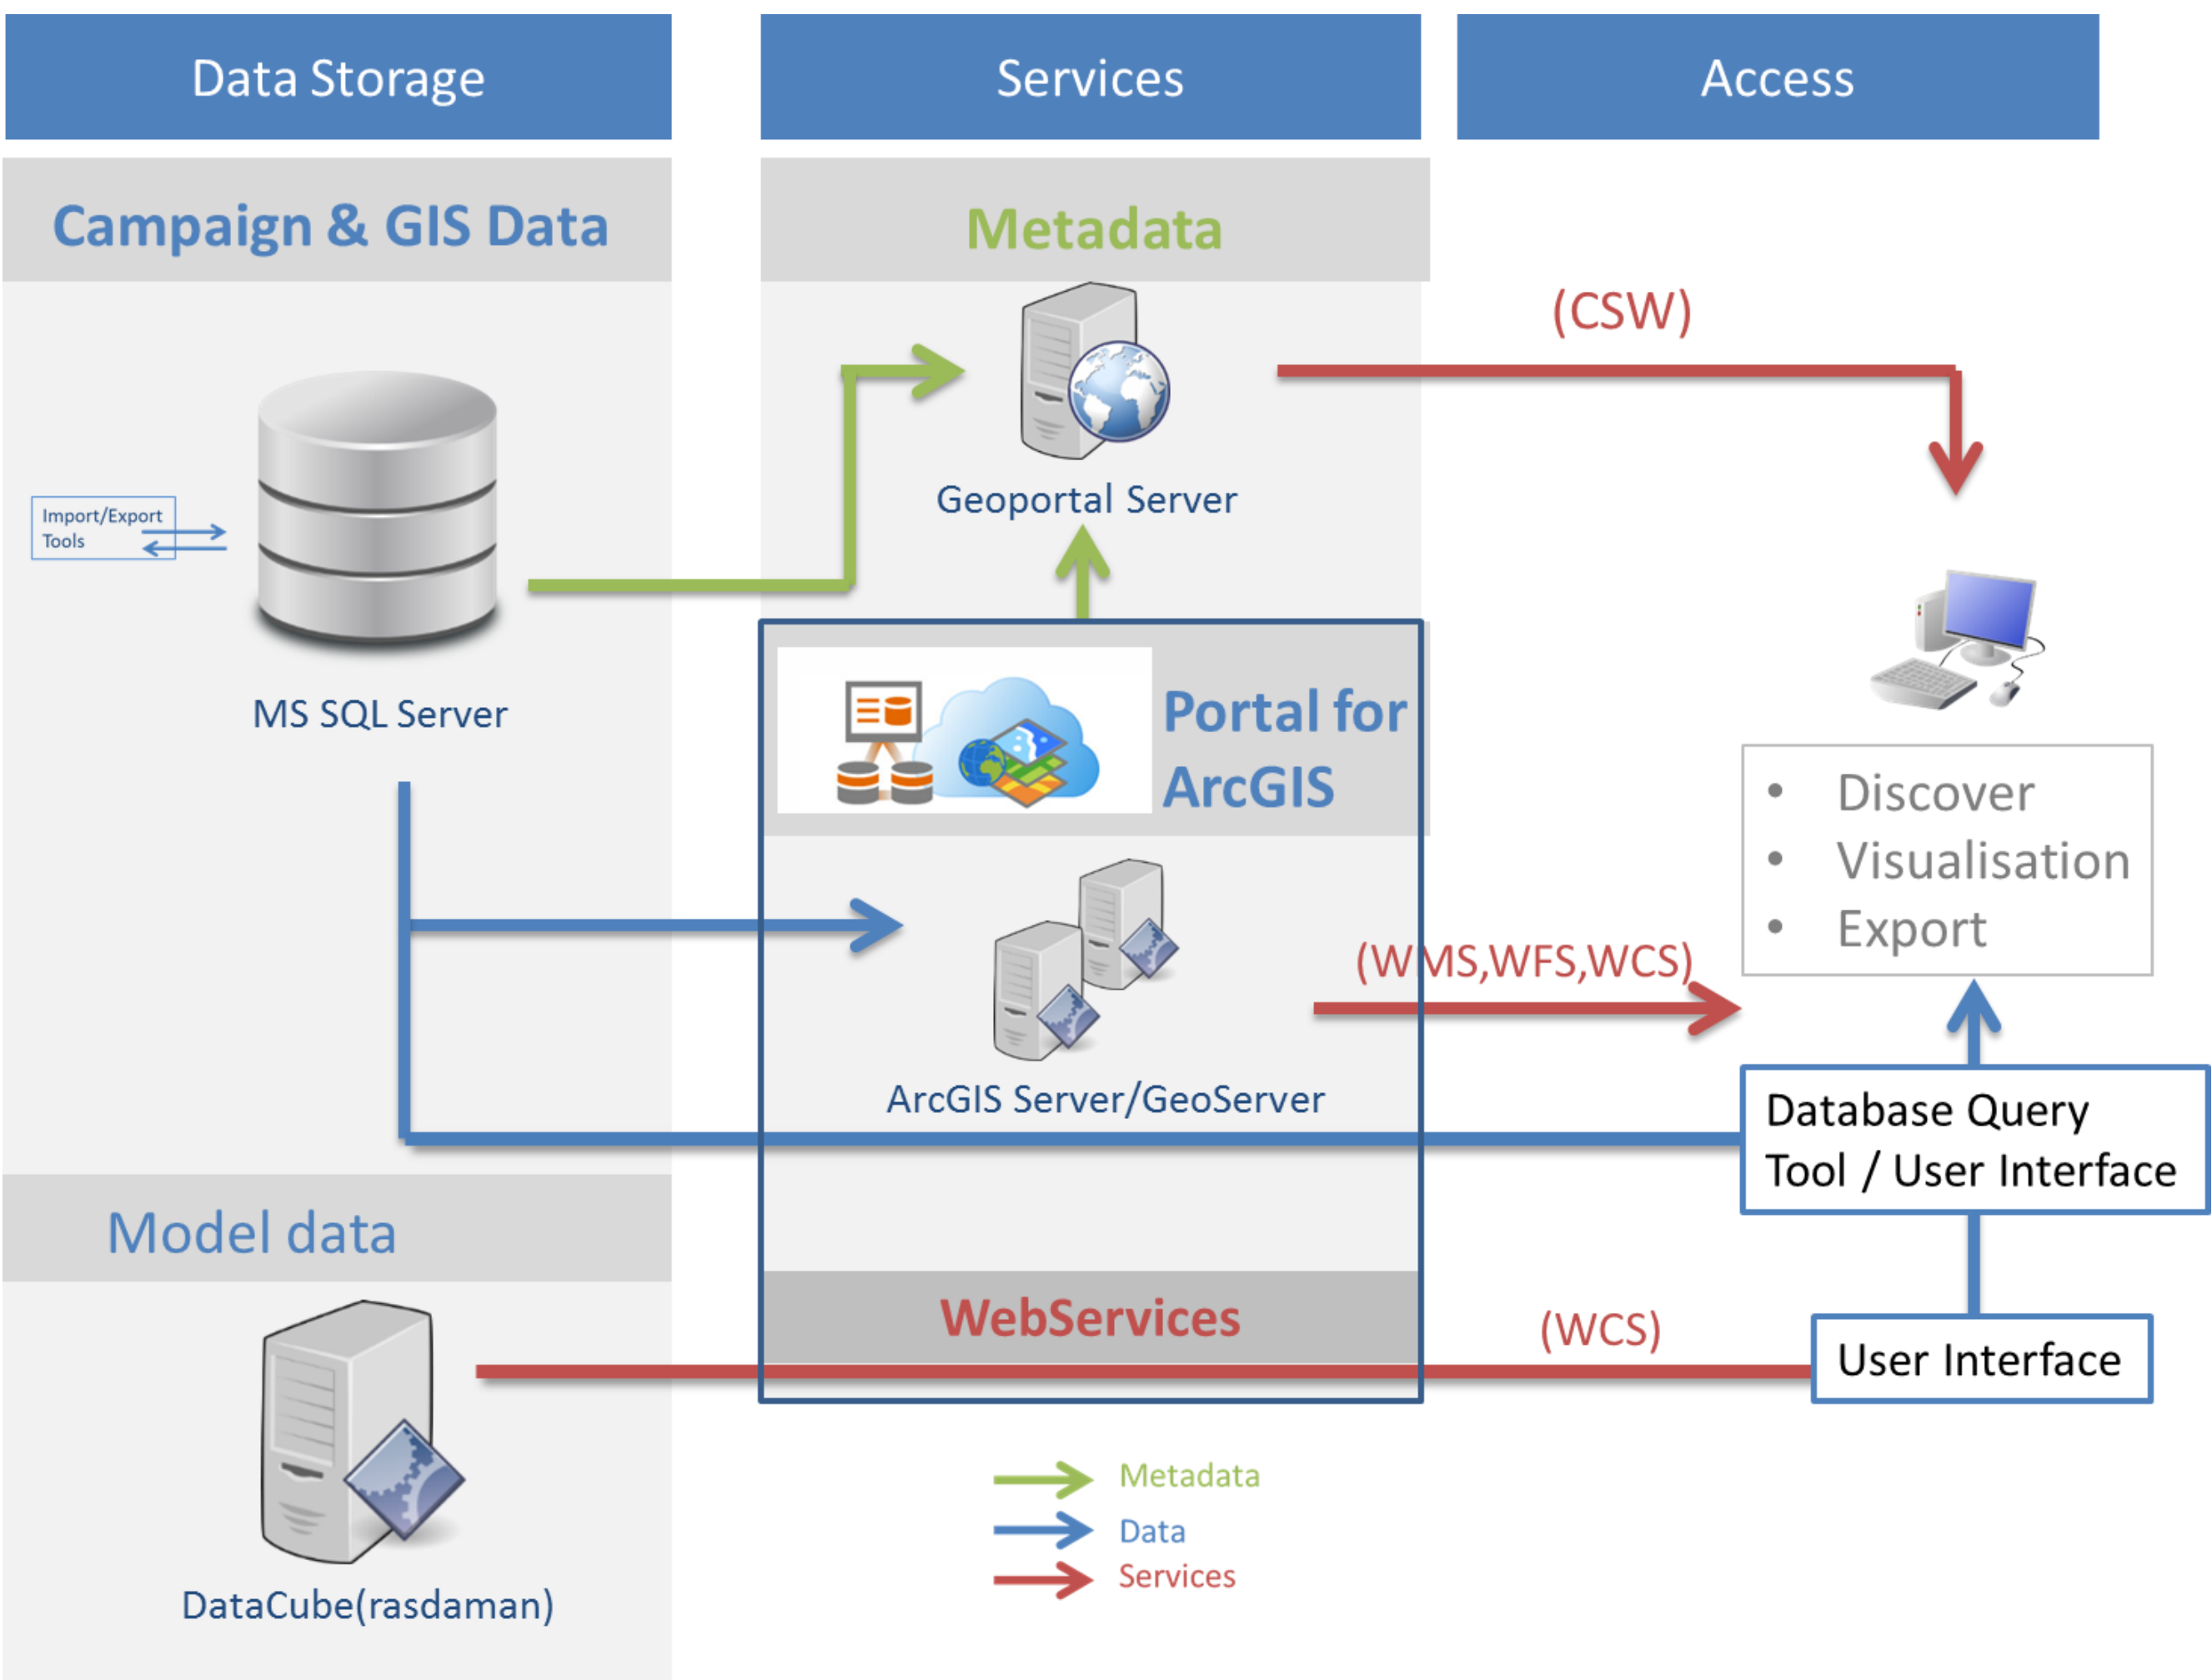 Data Storage
Services
Access
Campaign & GIS Data
Metadata
(CSW)
Import/Export
Tools
Geoportal Server
MS SQL Server
Portal for
ArcGIS
• Discover
• Visualisation
• Export
(WMS,WFS,WCS)
ArcGIS Server/GeoServer
Database Query
Tool / User Interface
Model data
WebServices
(WCS)
User Interface
Metadata
Data
Services
DataCube(rasdaman)